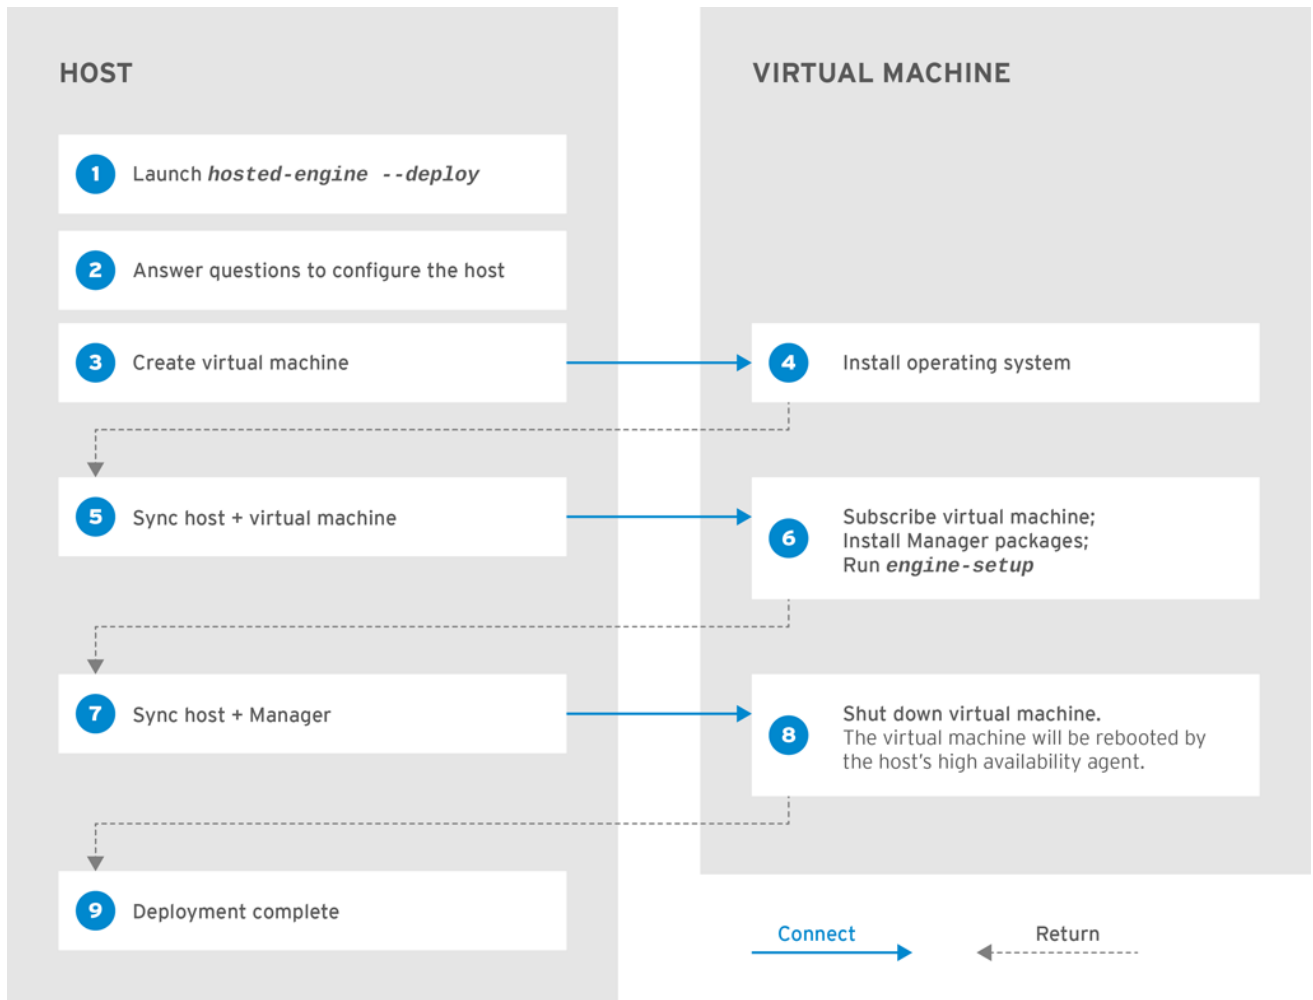 HOST
VIRTUAL MACHINE
1 Launch hosted-engine --deploy
2 Answer questions to configure the host
3 Create virtual machine
4 Install operating system
5 Sync host + virtual machine
6 Subscribe virtual machine;
Install Manager packages;
Run engine-setup
7 Sync host + Manager
8 Shut down virtual machine.
The virtual machine will be rebooted by
the host's high availability agent.
9 Deployment complete
Connect
Return